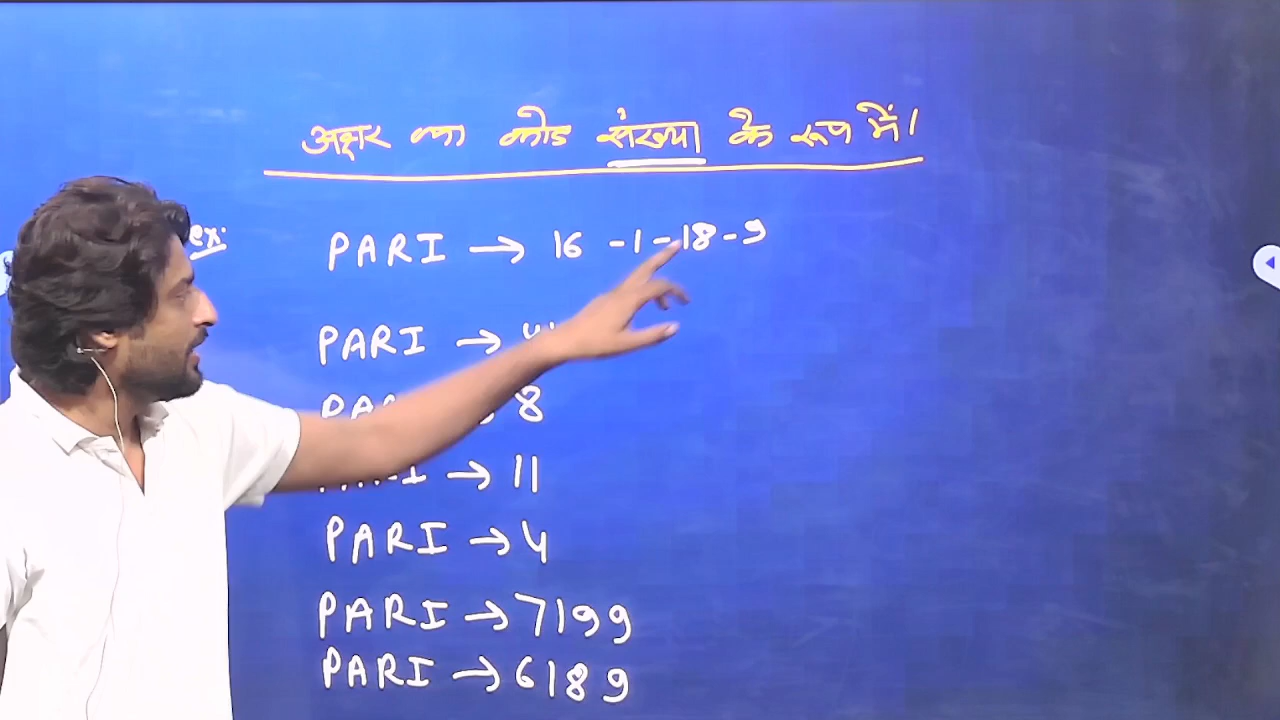 अक्षर का कोड संख्या के रूप में।
ex:
PARI → 16 -1-18-9
PARI →
8
→ 11
PARI → 4
PARI → 7199
PARI → 6189